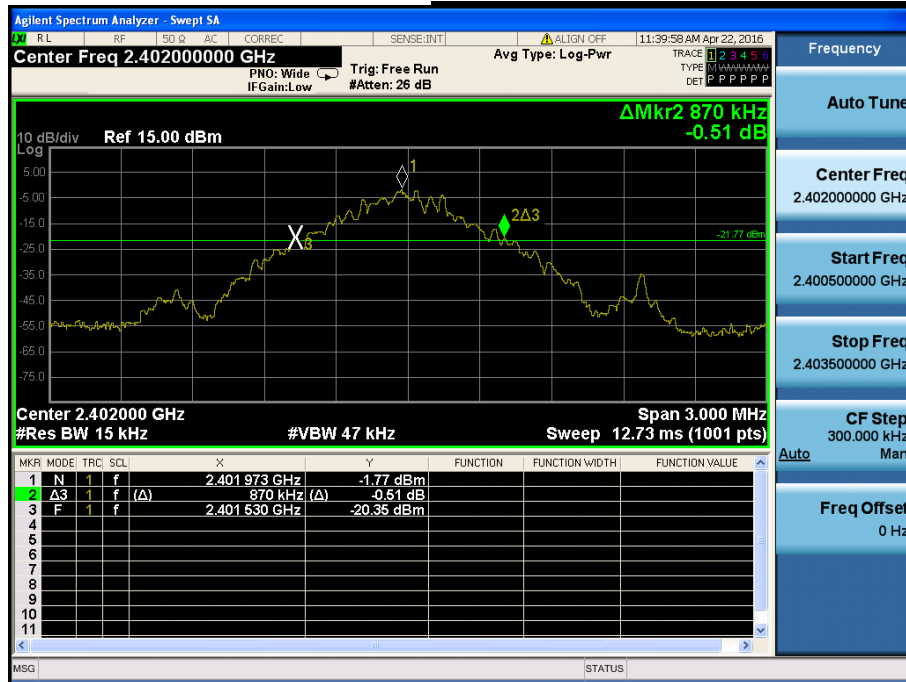 Agilent Spectrum Analyzer - Swept SA
LXI RL RF 50 Ω AC CORREC SENSE:INT ALIGN OFF 11:39:58 AM Apr 22, 2016
Center Freq 2.402000000 GHz
PNO: Wide
IFGain:Low
Trig: Free Run
#Atten: 26 dB
Avg Type: Log-Pwr
TRACE 1 2 3 4 5 6
TYPE M WWWWW
DET P P P P P P
ΔMkr2 870 kHz
-0.51 dB
10 dB/div Ref 15.00 dBm
Log
5.00
-5.00
-15.0
-25.0
-35.0
-45.0
-55.0
-65.0
-75.0
1
2Δ3
3
-21.77 dBm
Center 2.402000 GHz Span 3.000 MHz
#Res BW 15 kHz #VBW 47 kHz Sweep 12.73 ms (1001 pts)
MKR MODE TRC SCL X Y FUNCTION FUNCTION WIDTH FUNCTION VALUE
1 N 1 f 2.401 973 GHz -1.77 dBm
2 Δ3 1 f (Δ) 870 kHz (Δ) -0.51 dB
3 F 1 f 2.401 530 GHz -20.35 dBm
4
5
6
7
8
9
10
11
MSG STATUS
Frequency
Auto Tune
Center Freq
2.402000000 GHz
Start Freq
2.400500000 GHz
Stop Freq
2.403500000 GHz
CF Step
300.000 kHz
Auto Man
Freq Offset
0 Hz